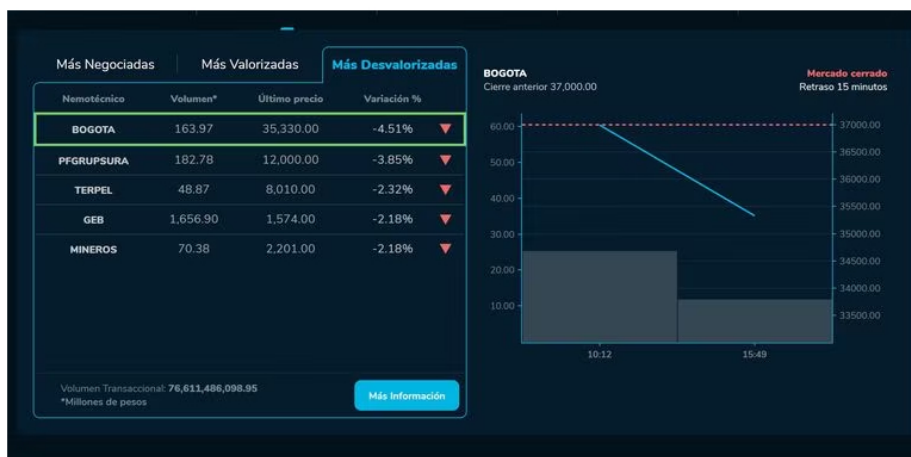 Más Negociadas Más Valorizadas Más Desvalorizadas
Nemotécnico Volumen* Último precio Variación %
BOGOTA 163.97 35,330.00 -4.51% ▼
PFGRUPSURA 182.78 12,000.00 -3.85% ▼
TERPEL 48.87 8,010.00 -2.32% ▼
GEB 1,656.90 1,574.00 -2.18% ▼
MINEROS 70.38 2,201.00 -2.18% ▼
Volumen Transaccional: 76,611,486,098.95
*Millones de pesos
Más Información
BOGOTA Mercado cerrado
Cierre anterior 37,000.00 Retraso 15 minutos
60.00 37000.00
36500.00
50.00
36000.00
40.00
35500.00
30.00 35000.00
34500.00
20.00
34000.00
10.00
33500.00
10:12 15:49